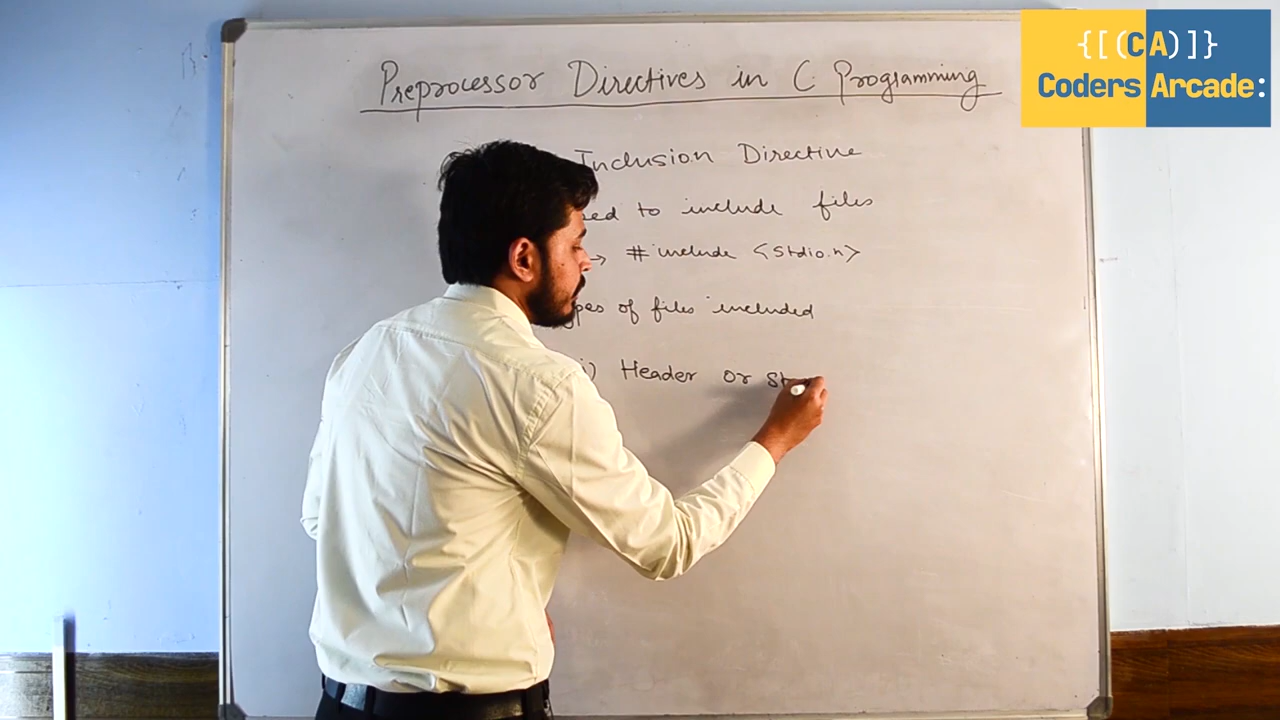 {[(CA)]}
Coders Arcade:
Preprocessor Directives in C Programming
Inclusion Directive
to include files
→ # include <stdio.h>
of files included
i) Header or